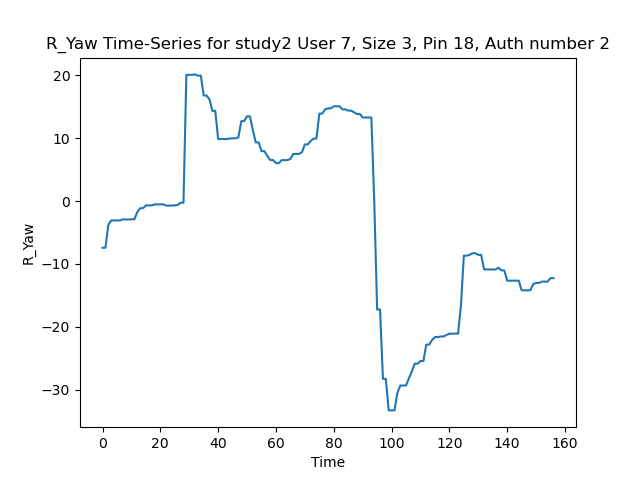 R_Yaw Time-Series for study2 User 7, Size 3, Pin 18, Auth number 2
20
10
0
−10
−20
−30
R_Yaw
0 20 40 60 80 100 120 140 160
Time